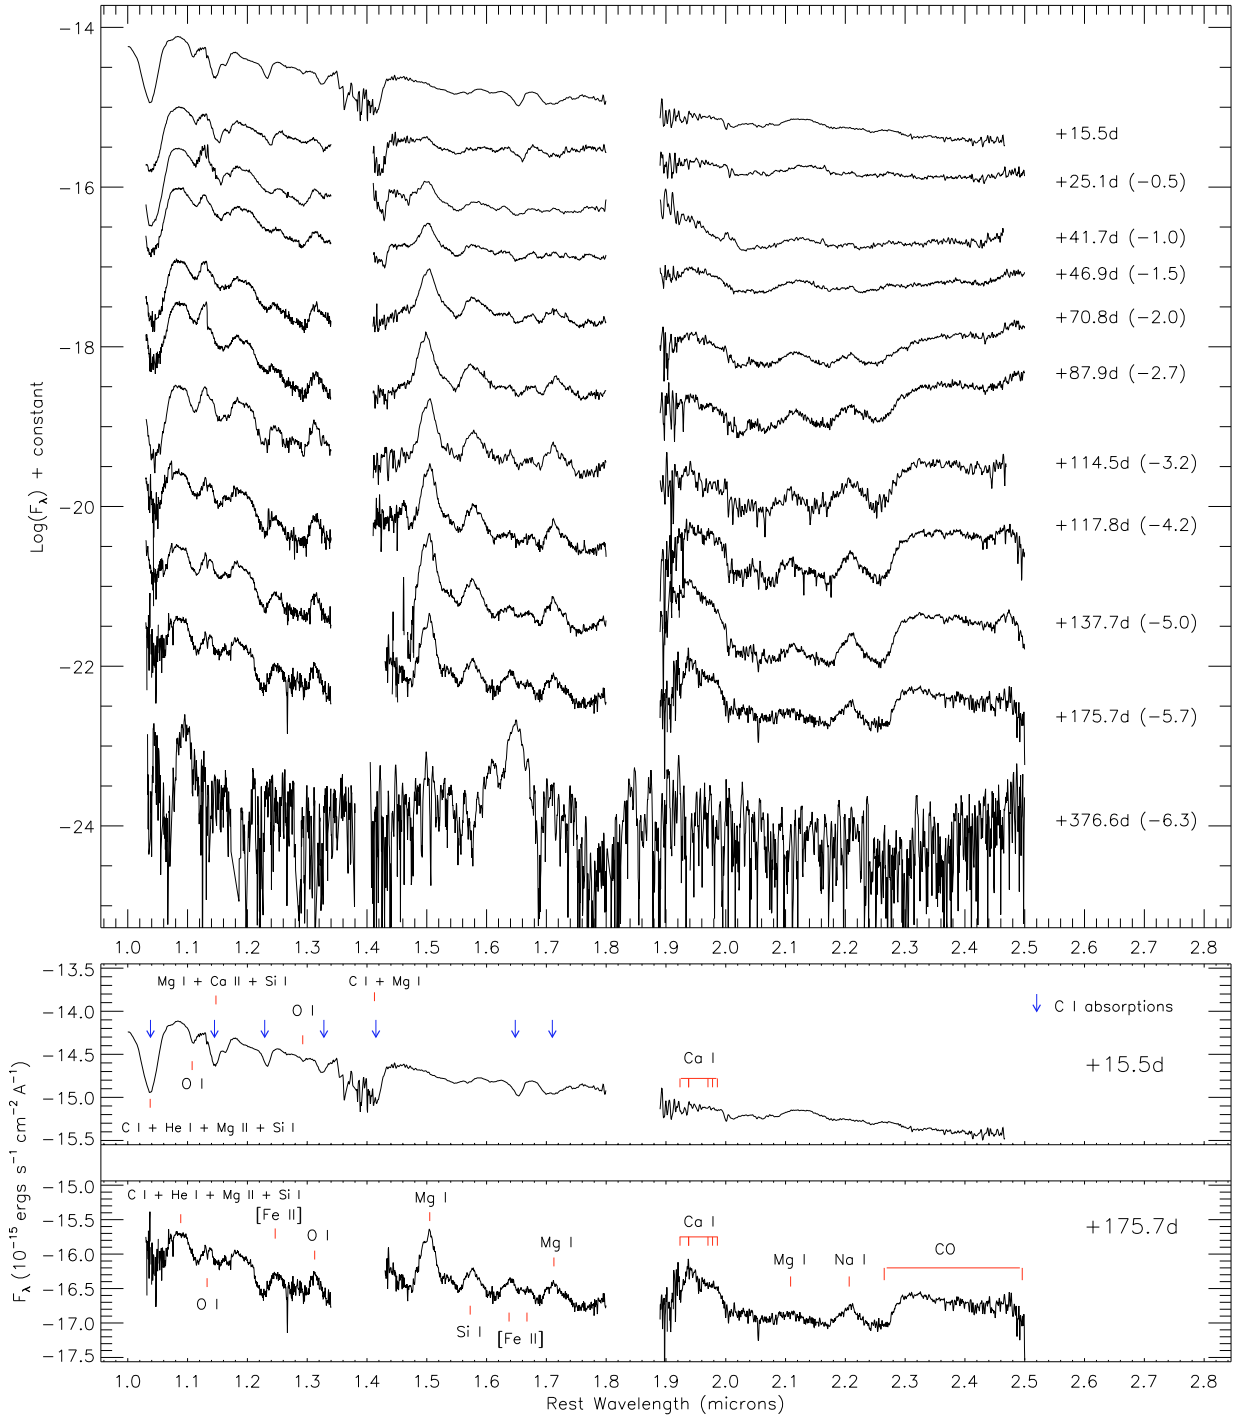 −14
−16
−18
−20
−22
−24
Log(Fλ) + constant
+15.5d
+25.1d (−0.5)
+41.7d (−1.0)
+46.9d (−1.5)
+70.8d (−2.0)
+87.9d (−2.7)
+114.5d (−3.2)
+117.8d (−4.2)
+137.7d (−5.0)
+175.7d (−5.7)
+376.6d (−6.3)
1.0 1.1 1.2 1.3 1.4 1.5 1.6 1.7 1.8 1.9 2.0 2.1 2.2 2.3 2.4 2.5 2.6 2.7 2.8
−13.5
−14.0
−14.5
−15.0
−15.5
Mg I + Ca II + Si I
C I + Mg I
O I
C I absorptions
Ca I
+15.5d
O I
C I + He I + Mg II + Si I
Fλ (10−15 ergs s−1 cm−2 A−1)
−15.0
−15.5
−16.0
−16.5
−17.0
−17.5
C I + He I + Mg II + Si I
[Fe II]
O I
Mg I
Ca I
+175.7d
Mg I
Mg I
Na I
CO
O I
Si I
[Fe II]
1.0 1.1 1.2 1.3 1.4 1.5 1.6 1.7 1.8 1.9 2.0 2.1 2.2 2.3 2.4 2.5 2.6 2.7 2.8
Rest Wavelength (microns)